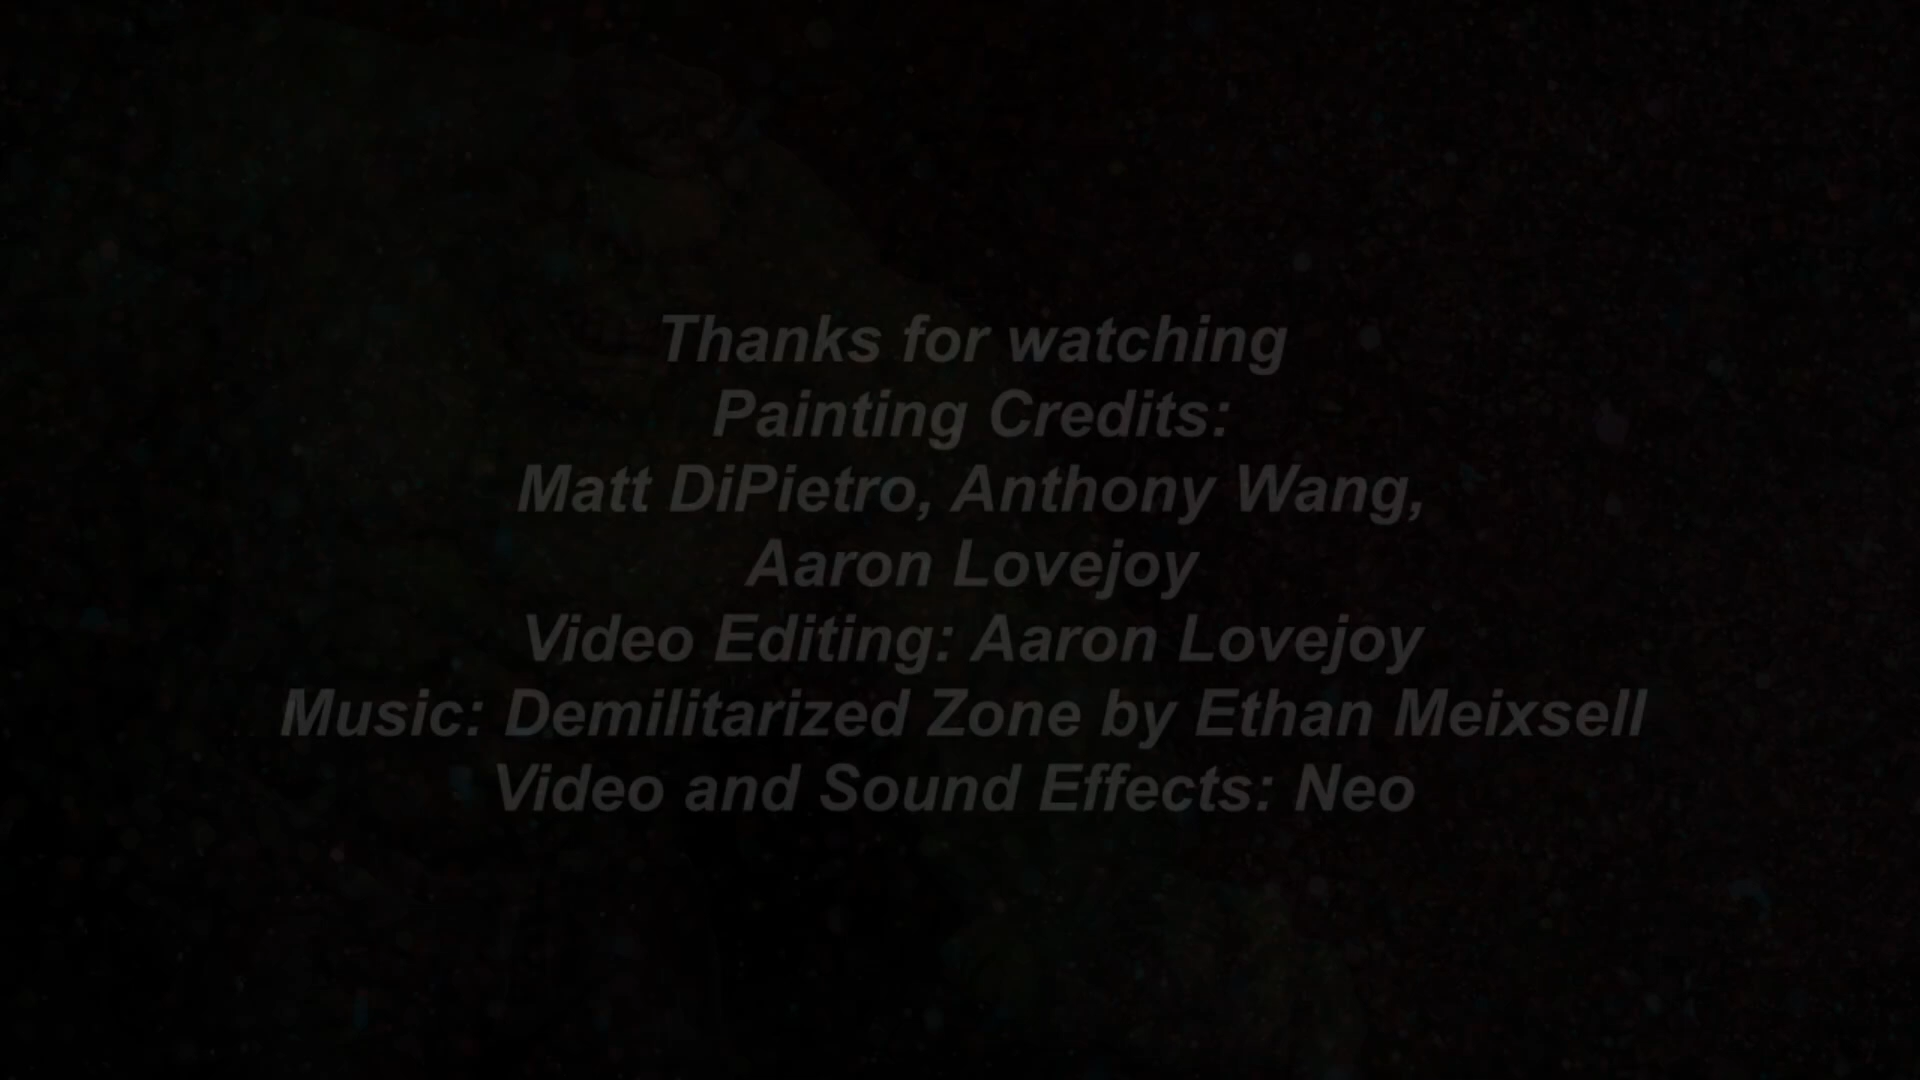 Thanks for watching
Painting Credits:
Matt DiPietro, Anthony Wang,
Aaron Lovejoy
Video Editing: Aaron Lovejoy
Music: Demilitarized Zone by Ethan Meixsell
Video and Sound Effects: Neo